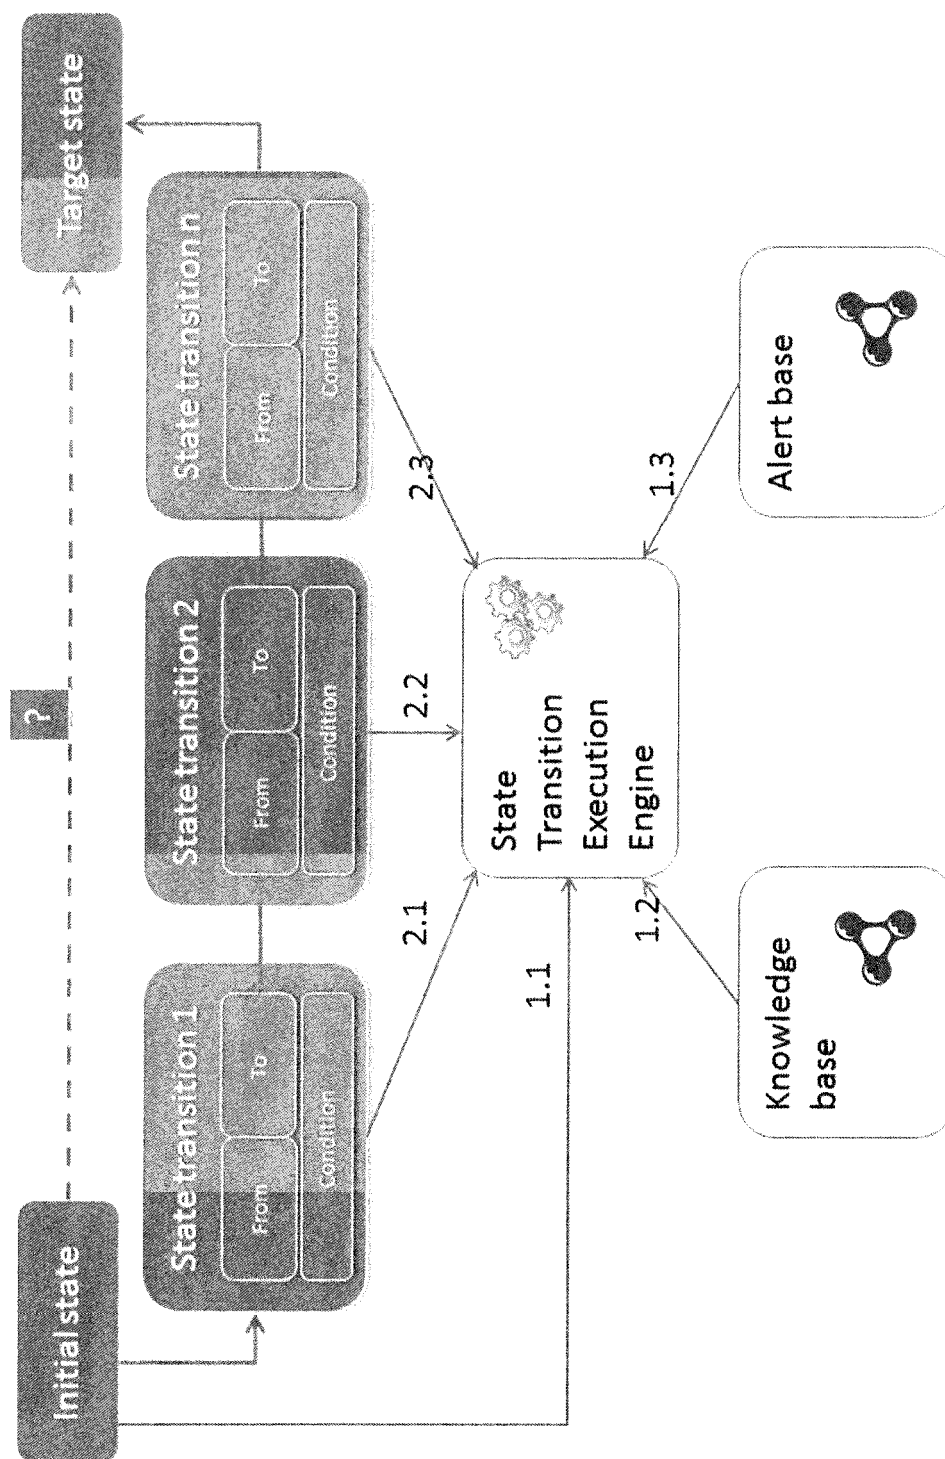 ?
Initial state
Target state
State transition 1
From
To
Condition
State transition 2
From
To
Condition
State transition n
From
To
Condition
2.1
2.2
2.3
1.1
State
Transition
Execution
Engine
1.2
1.3
Knowledge
base
Alert base